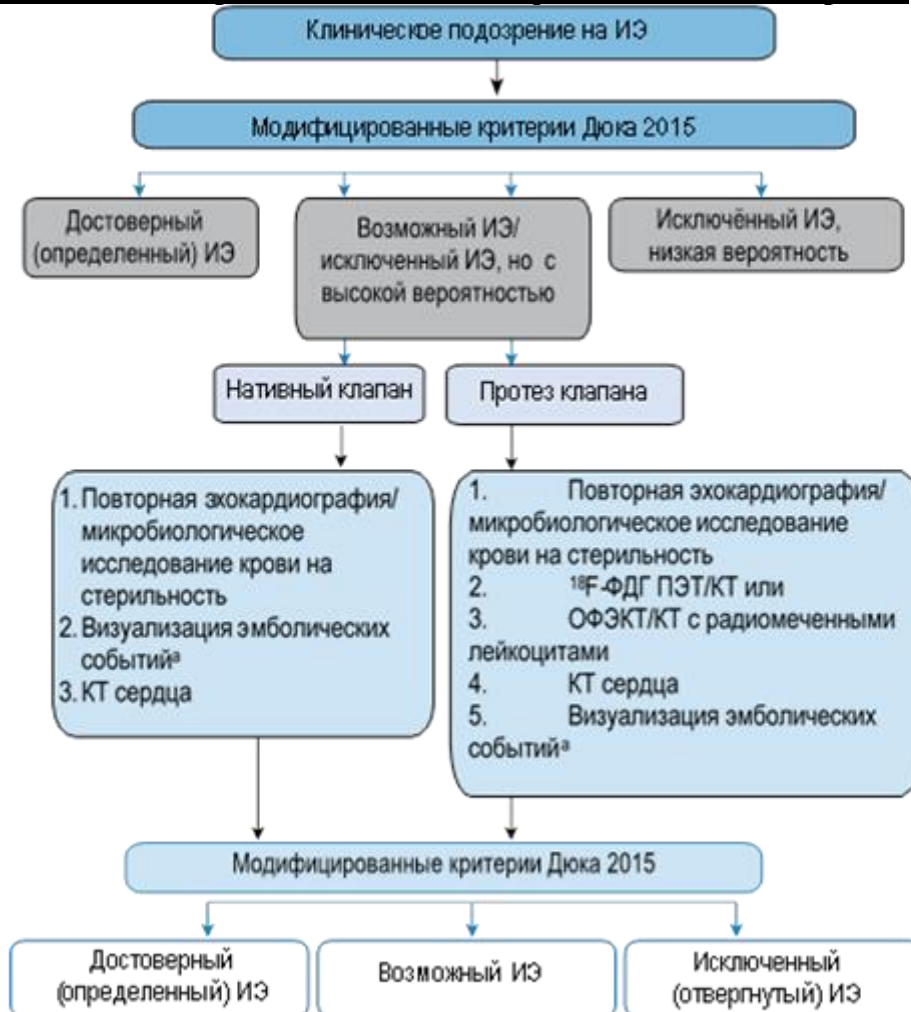 Клиническое подозрение на ИЭ
Модифицированные критерии Дюка 2015
Достоверный
(определенный) ИЭ
Возможный ИЭ/
исключенный ИЭ, но с
высокой вероятностью
Исключённый ИЭ,
низкая вероятность
Нативный клапан
Протез клапана
1. Повторная эхокардиография/
микробиологическое
исследование крови на
стерильность
2. Визуализация эмболических
событийᵃ
3. КТ сердца
1. Повторная эхокардиография/
микробиологическое исследование
крови на стерильность
2. ¹⁸F-ФДГ ПЭТ/КТ или
3. ОФЭКТ/КТ с радиомеченными
лейкоцитами
4. КТ сердца
5. Визуализация эмболических
событийᵃ
Модифицированные критерии Дюка 2015
Достоверный
(определенный) ИЭ
Возможный ИЭ
Исключенный
(отвергнутый) ИЭ